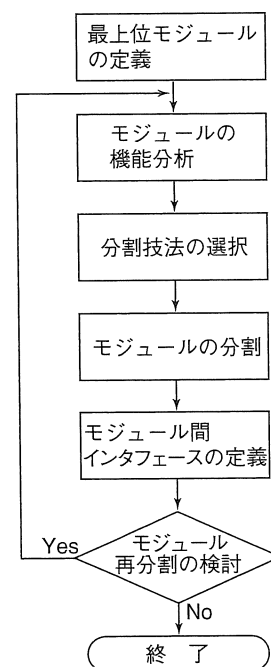 最上位モジュール
の定義
モジュールの
機能分析
分割技法の選択
モジュールの分割
モジュール間
インタフェースの定義
Yes
モジュール
再分割の検討
No
終 了